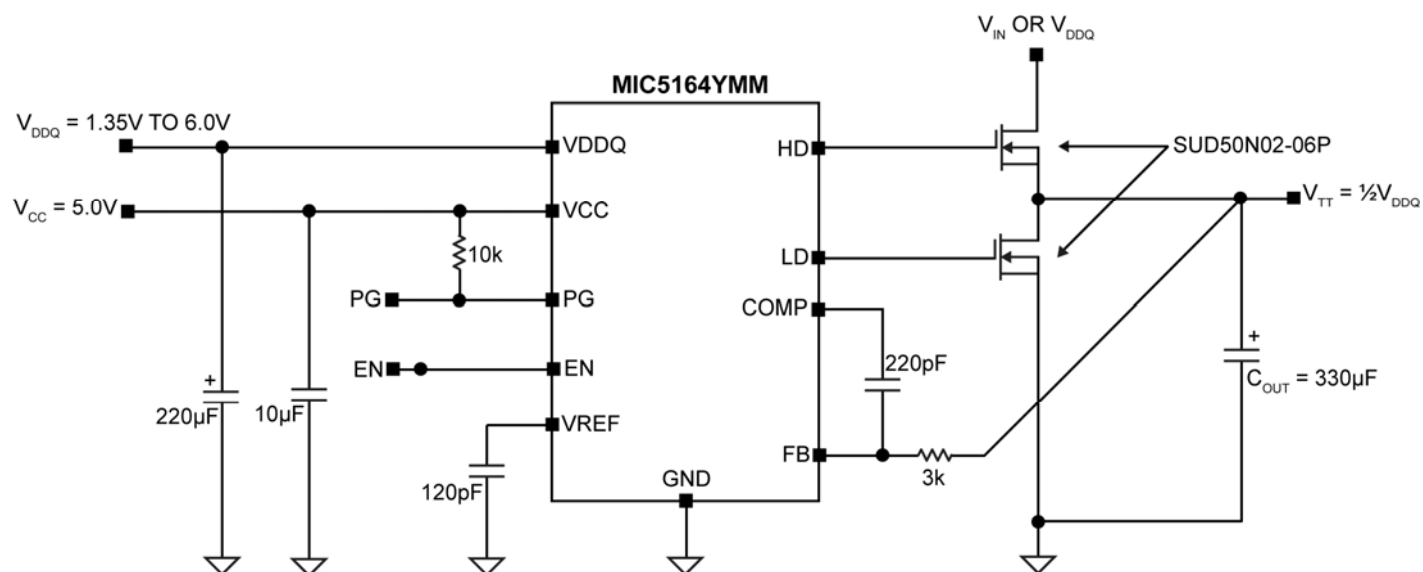 V_IN OR V_DDQ
MIC5164YMM
V_DDQ = 1.35V TO 6.0V
VDDQ
HD
SUD50N02-06P
V_CC = 5.0V
VCC
V_TT = ½V_DDQ
10k
LD
PG
PG
COMP
EN
EN
220pF
220µF
+
10µF
VREF
+
C_OUT = 330µF
120pF
GND
FB
3k